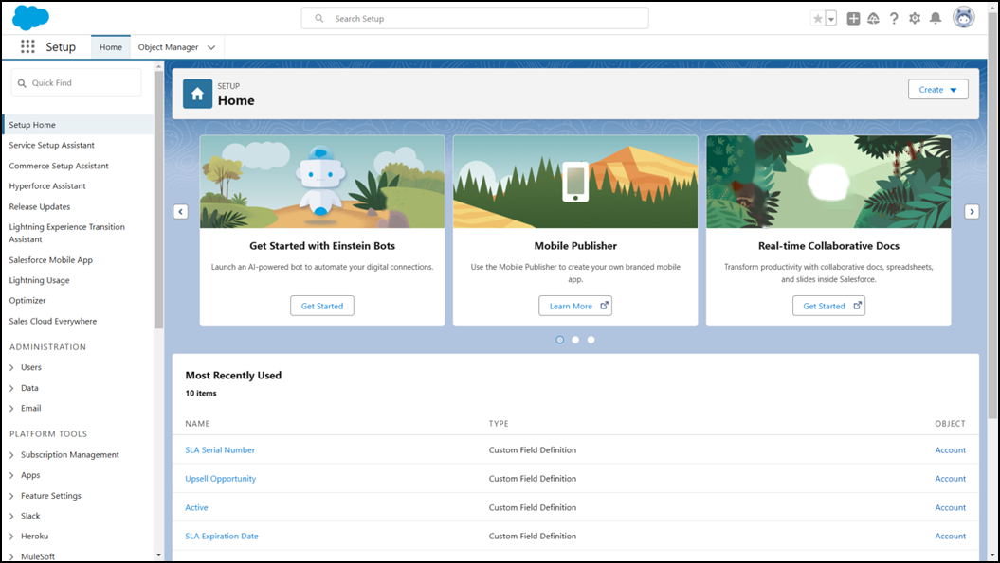 Search Setup
Setup
Home
Object Manager
Quick Find
Setup Home
Service Setup Assistant
Commerce Setup Assistant
Hyperforce Assistant
Release Updates
Lightning Experience Transition
Assistant
Salesforce Mobile App
Lightning Usage
Optimizer
Sales Cloud Everywhere
ADMINISTRATION
Users
Data
Email
PLATFORM TOOLS
Subscription Management
Apps
Feature Settings
Slack
Heroku
MuleSoft
SETUP
Home
Create
Get Started with Einstein Bots
Launch an AI-powered bot to automate your digital connections.
Get Started
Mobile Publisher
Use the Mobile Publisher to create your own branded mobile
app.
Learn More
Real-time Collaborative Docs
Transform productivity with collaborative docs, spreadsheets,
and slides inside Salesforce.
Get Started
Most Recently Used
10 items
NAME TYPE OBJECT
SLA Serial Number Custom Field Definition Account
Upsell Opportunity Custom Field Definition Account
Active Custom Field Definition Account
SLA Expiration Date Custom Field Definition Account